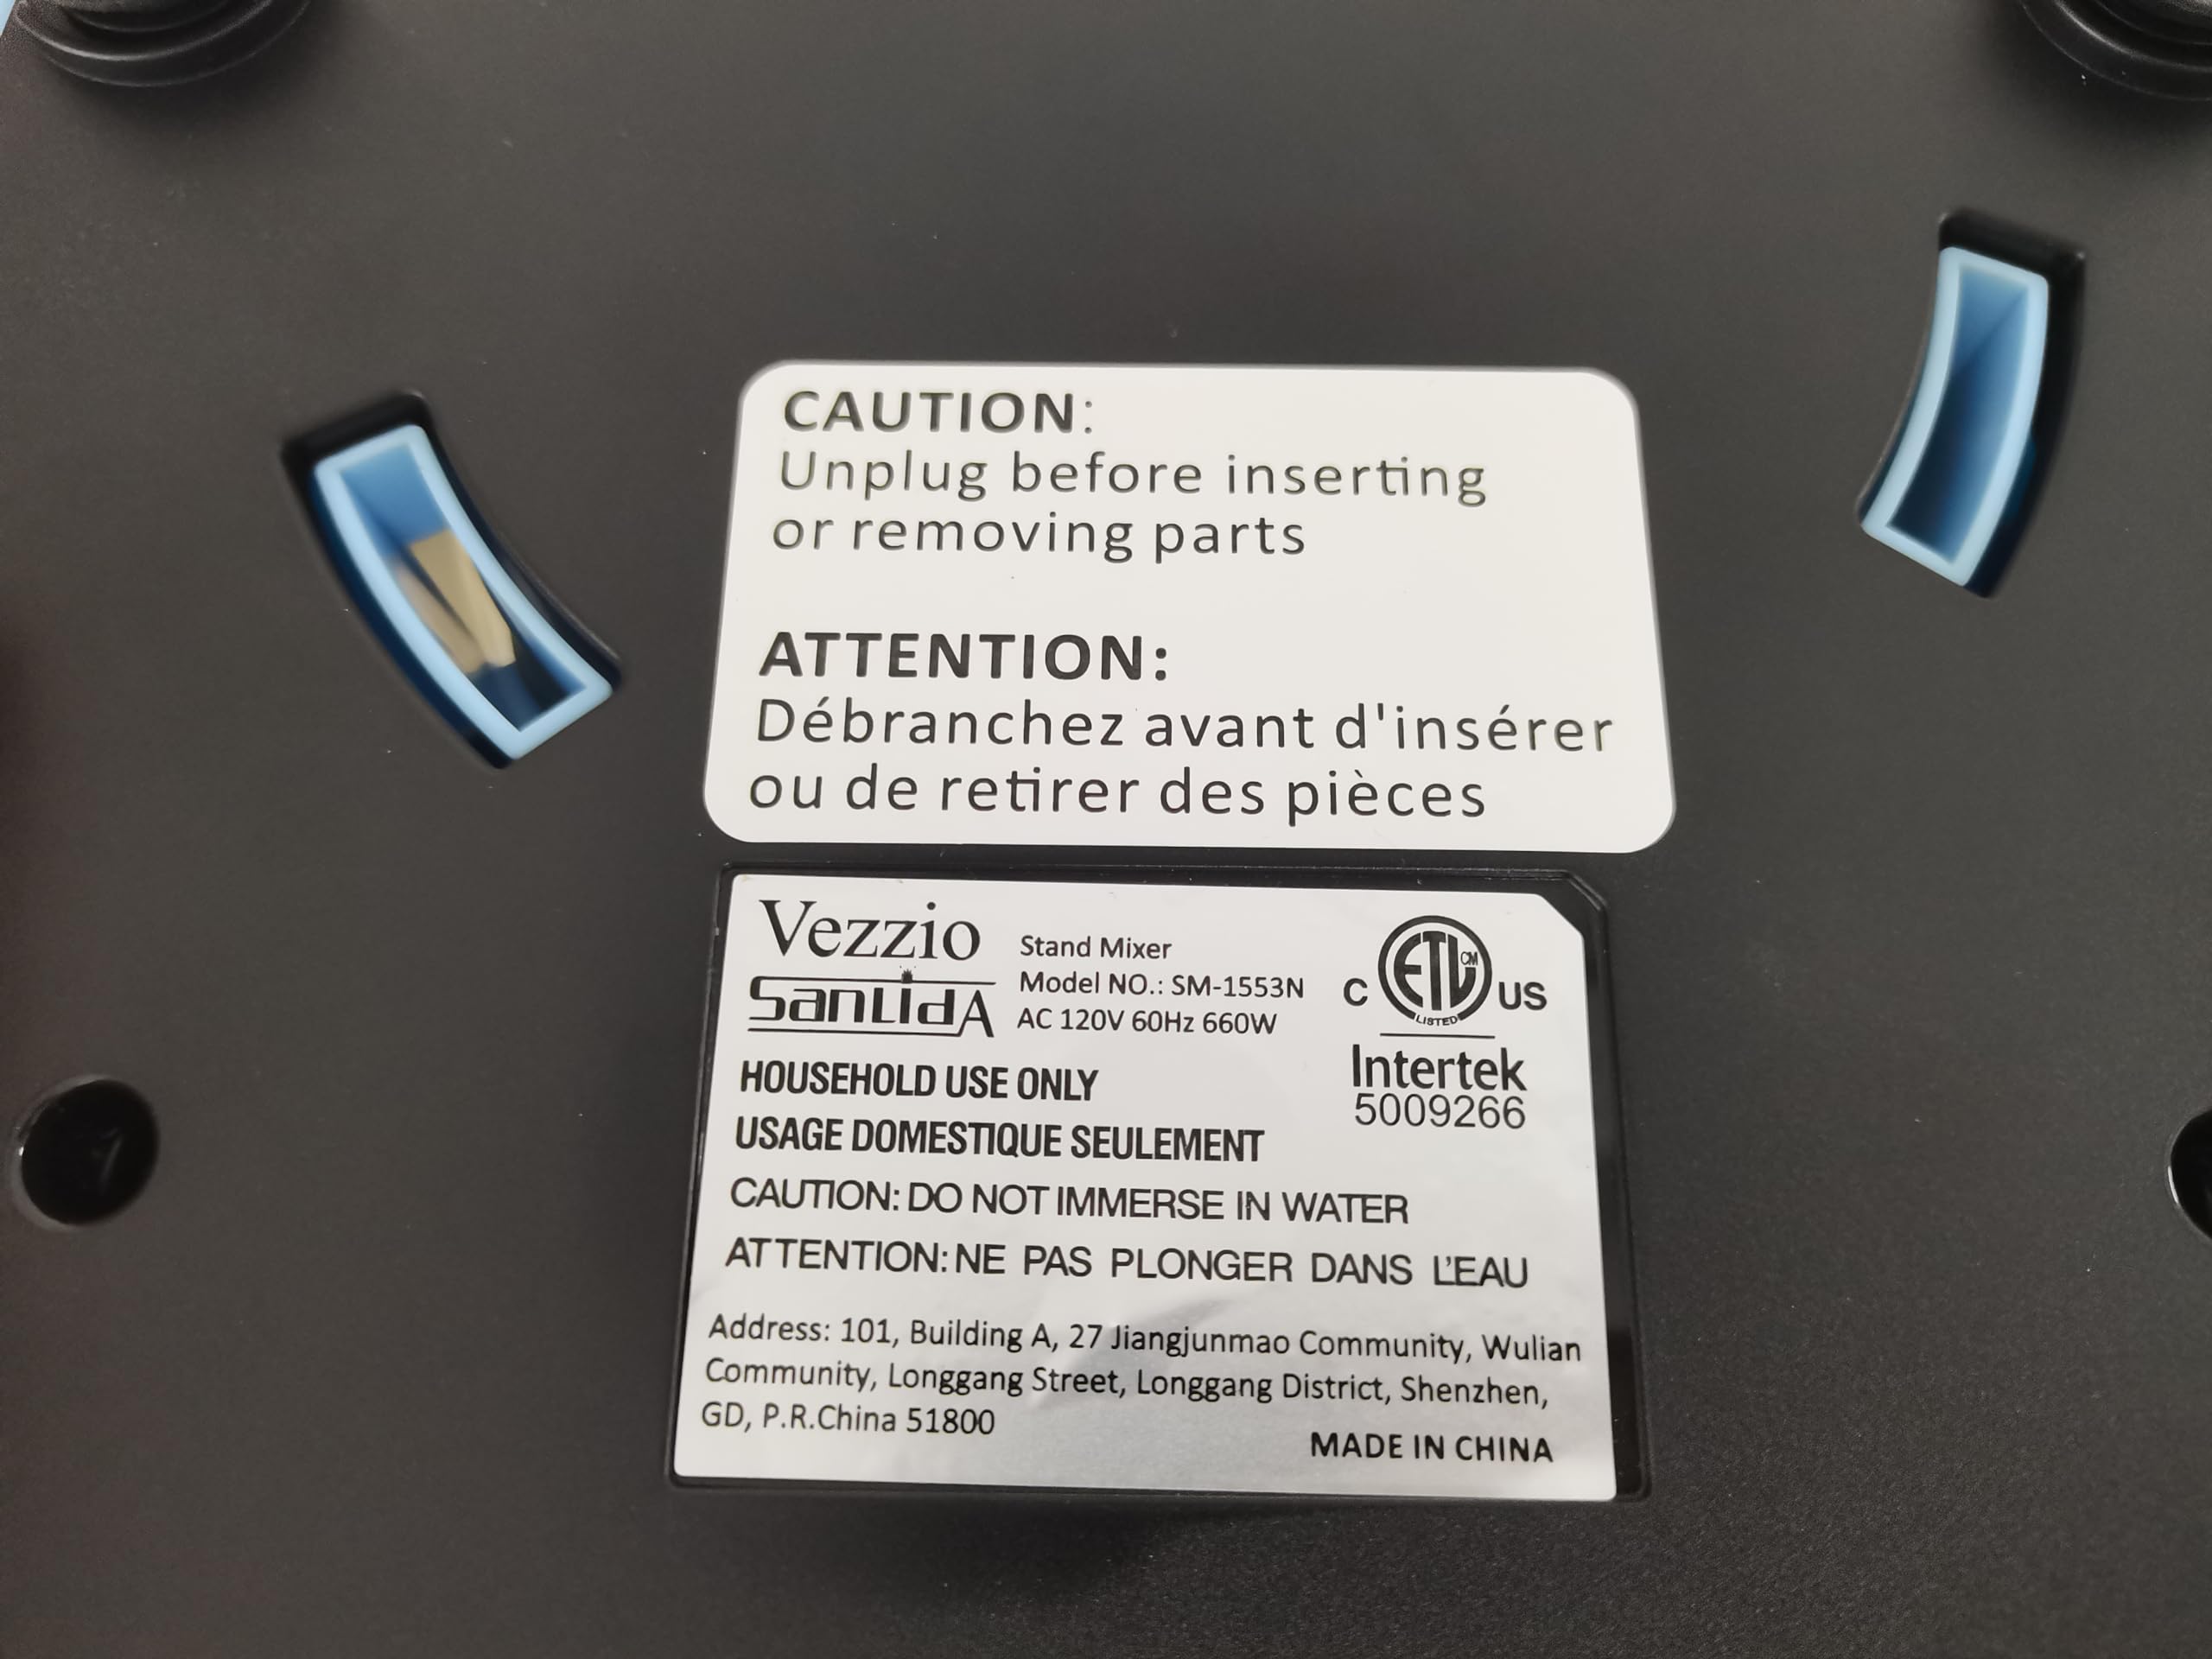 CAUTION:
Unplug before inserting
or removing parts
ATTENTION:
Débranchez avant d'insérer
ou de retirer des pièces
Vezzio
SanLidA
Stand Mixer
Model NO.: SM-1553N
AC 120V 60Hz 660W
C ETL CM US
LISTED
Intertek
5009266
HOUSEHOLD USE ONLY
USAGE DOMESTIQUE SEULEMENT
CAUTION: DO NOT IMMERSE IN WATER
ATTENTION: NE PAS PLONGER DANS L'EAU
Address: 101, Building A, 27 Jiangjunmao Community, Wulian
Community, Longgang Street, Longgang District, Shenzhen,
GD, P.R.China 51800
MADE IN CHINA